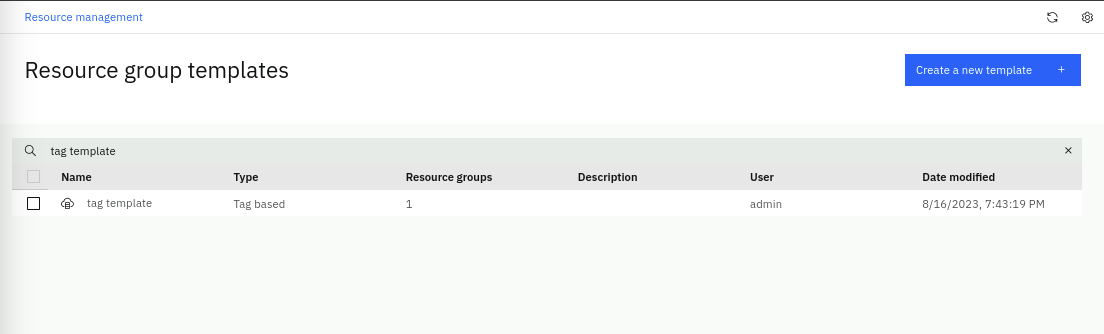 Resource management
Resource group templates
Create a new template +
tag template ×
Name Type Resource groups Description User Date modified
tag template Tag based 1 admin 8/16/2023, 7:43:19 PM